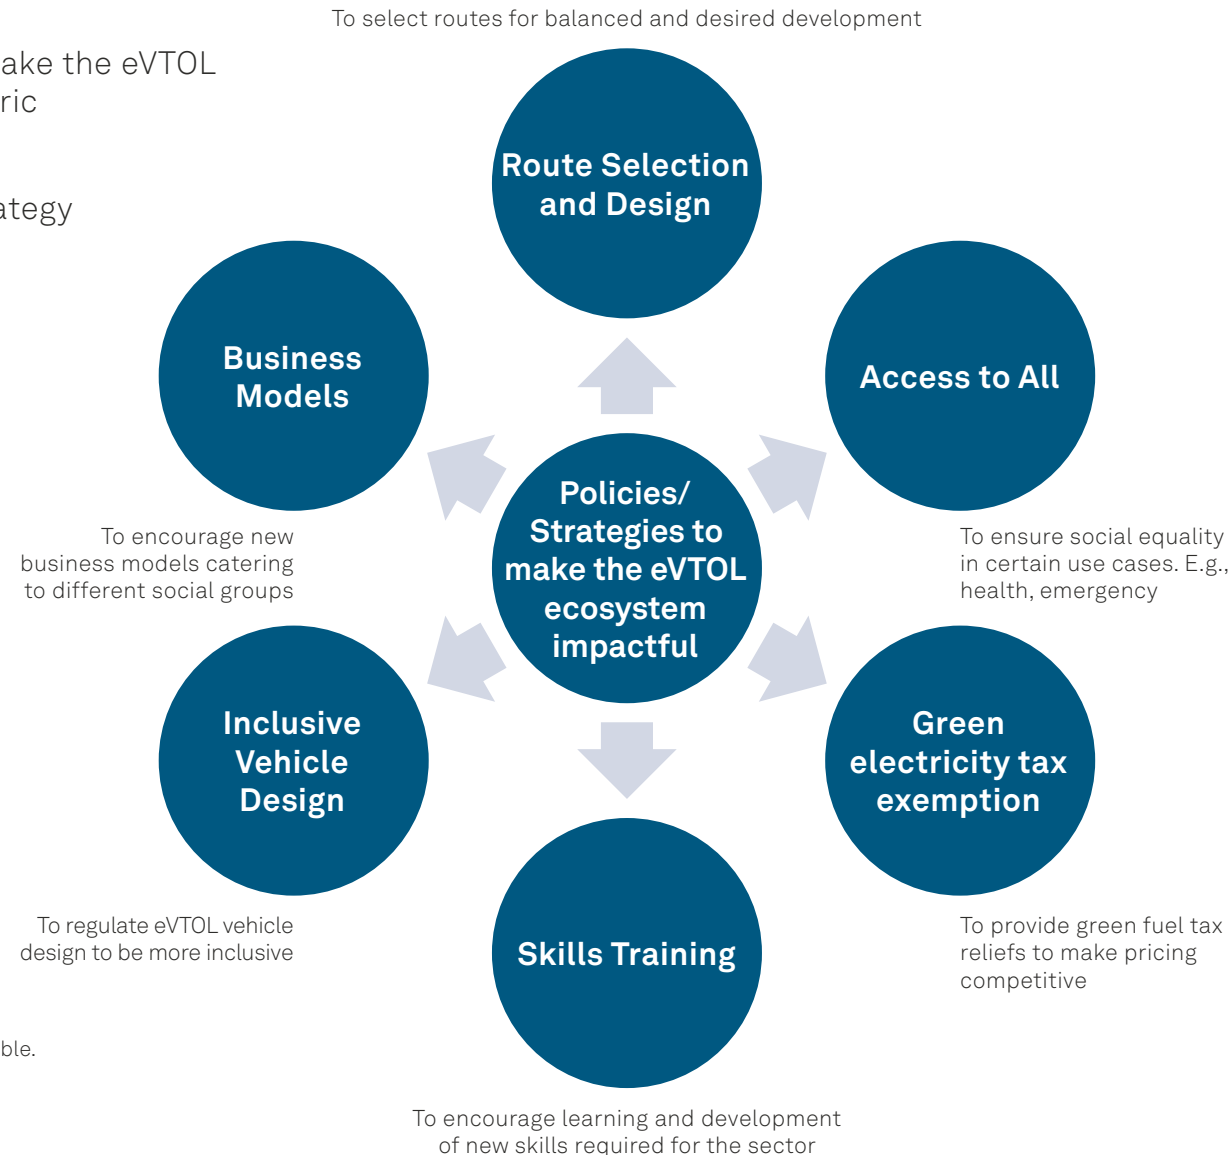 To select routes for balanced and desired development
ake the eVTOL
ric
ategy
Route Selection
and Design
Business
Models
Access to All
Policies/
Strategies to
make the eVTOL
ecosystem
impactful
To encourage new
business models catering
to different social groups
To ensure social equality
in certain use cases. E.g.,
health, emergency
Inclusive
Vehicle
Design
Green
electricity tax
exemption
To regulate eVTOL vehicle
design to be more inclusive
Skills Training
To provide green fuel tax
reliefs to make pricing
competitive
ble.
To encourage learning and development
of new skills required for the sector